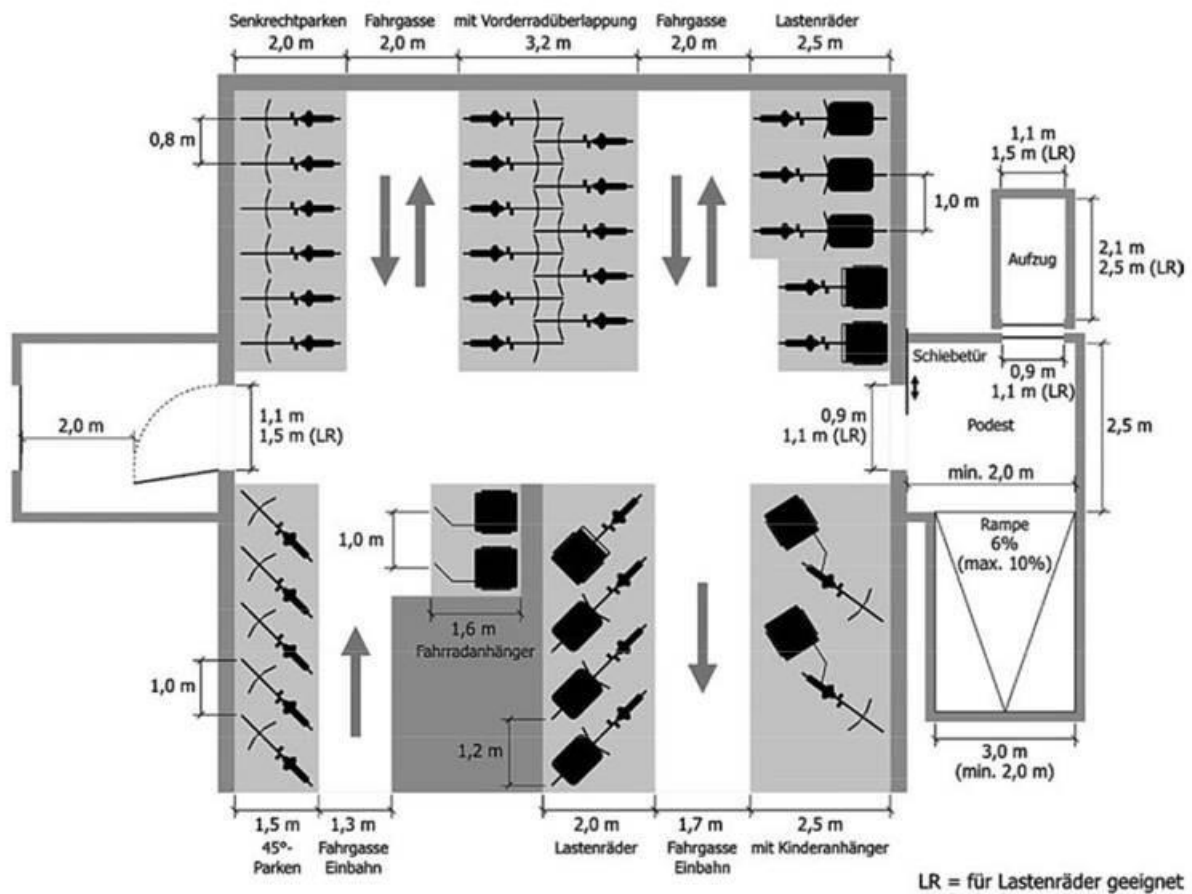 Senkrechtparken
2,0 m
Fahrgasse
2,0 m
mit Vorderradüberlappung
3,2 m
Fahrgasse
2,0 m
Lastenräder
2,5 m
0,8 m
1,0 m
1,1 m
1,5 m (LR)
Aufzug
2,1 m
2,5 m (LR)
Schiebetür
0,9 m
1,1 m (LR)
2,0 m
1,1 m
1,5 m (LR)
0,9 m
1,1 m (LR)
Podest
2,5 m
min. 2,0 m
1,0 m
Rampe
6%
(max. 10%)
1,6 m
Fahrradanhänger
1,0 m
1,2 m
3,0 m
(min. 2,0 m)
1,5 m
45°-
Parken
1,3 m
Fahrgasse
Einbahn
2,0 m
Lastenräder
1,7 m
Fahrgasse
Einbahn
2,5 m
mit Kinderanhänger
LR = für Lastenräder geeignet